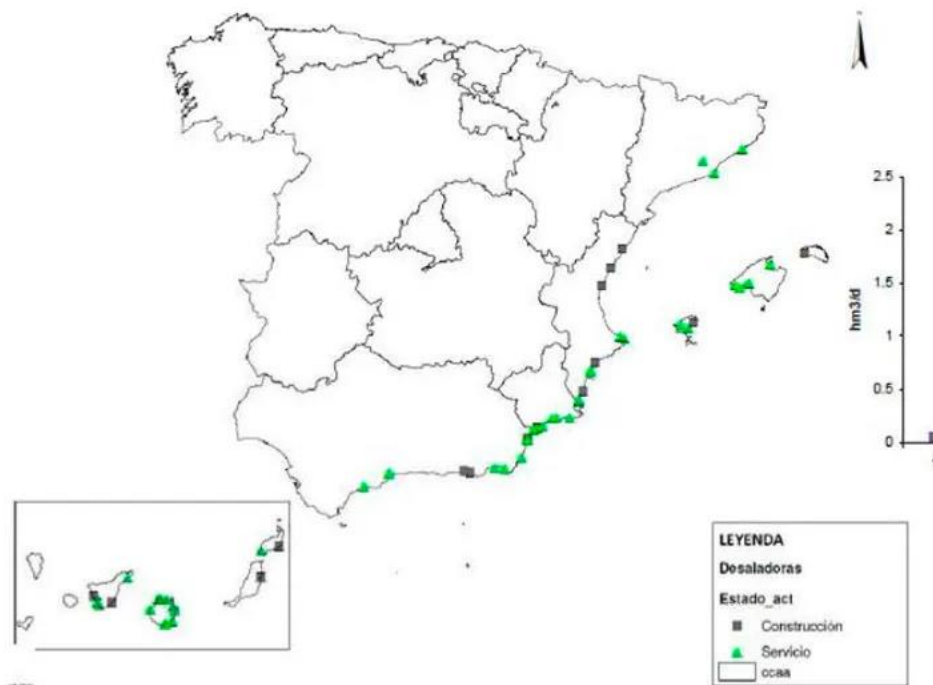 2.5
2
1.5
1
0.5
0
hm3/d
LEYENDA
Desaladoras
Estado_act
Construcción
Servicio
ccaa